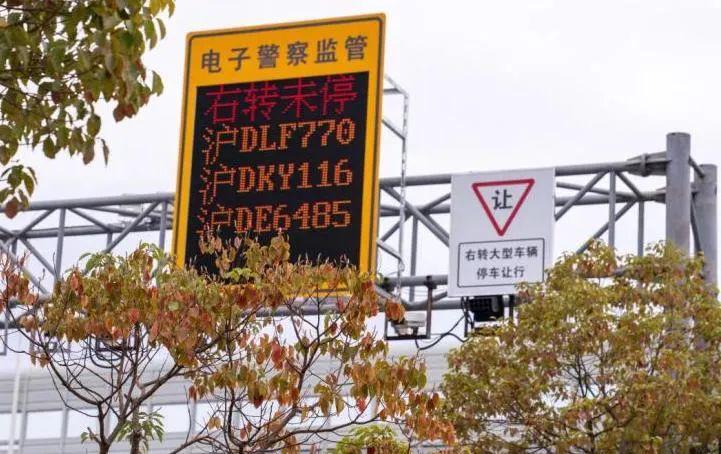 电子警察监管
右转未停
沪DLF770
沪DKY116
沪DE6485
让
右转大型车辆
停车让行